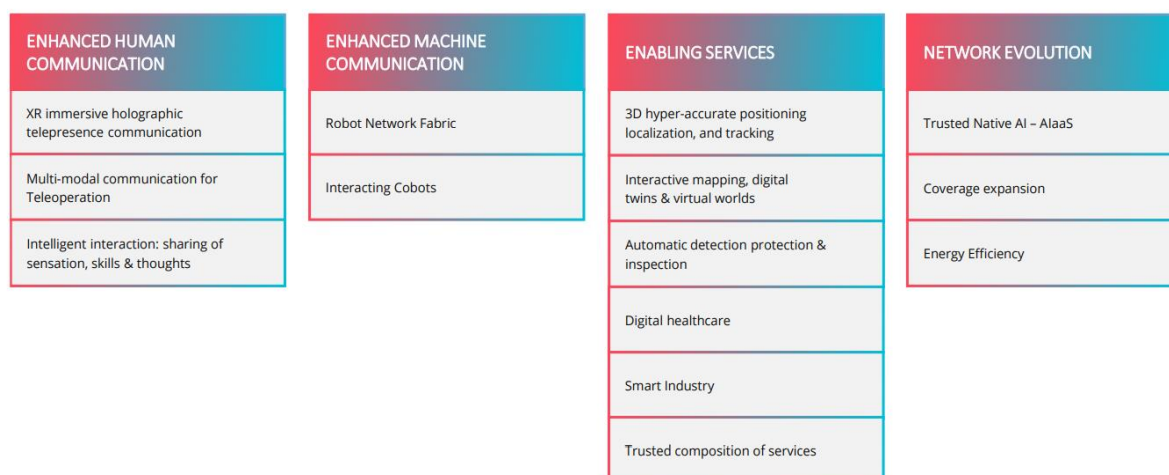 ENHANCED HUMAN
COMMUNICATION
XR immersive holographic
telepresence communication
Multi-modal communication for
Teleoperation
Intelligent interaction: sharing of
sensation, skills & thoughts
ENHANCED MACHINE
COMMUNICATION
Robot Network Fabric
Interacting Cobots
ENABLING SERVICES
3D hyper-accurate positioning
localization, and tracking
Interactive mapping, digital
twins & virtual worlds
Automatic detection protection &
inspection
Digital healthcare
Smart Industry
Trusted composition of services
NETWORK EVOLUTION
Trusted Native AI – AIaaS
Coverage expansion
Energy Efficiency